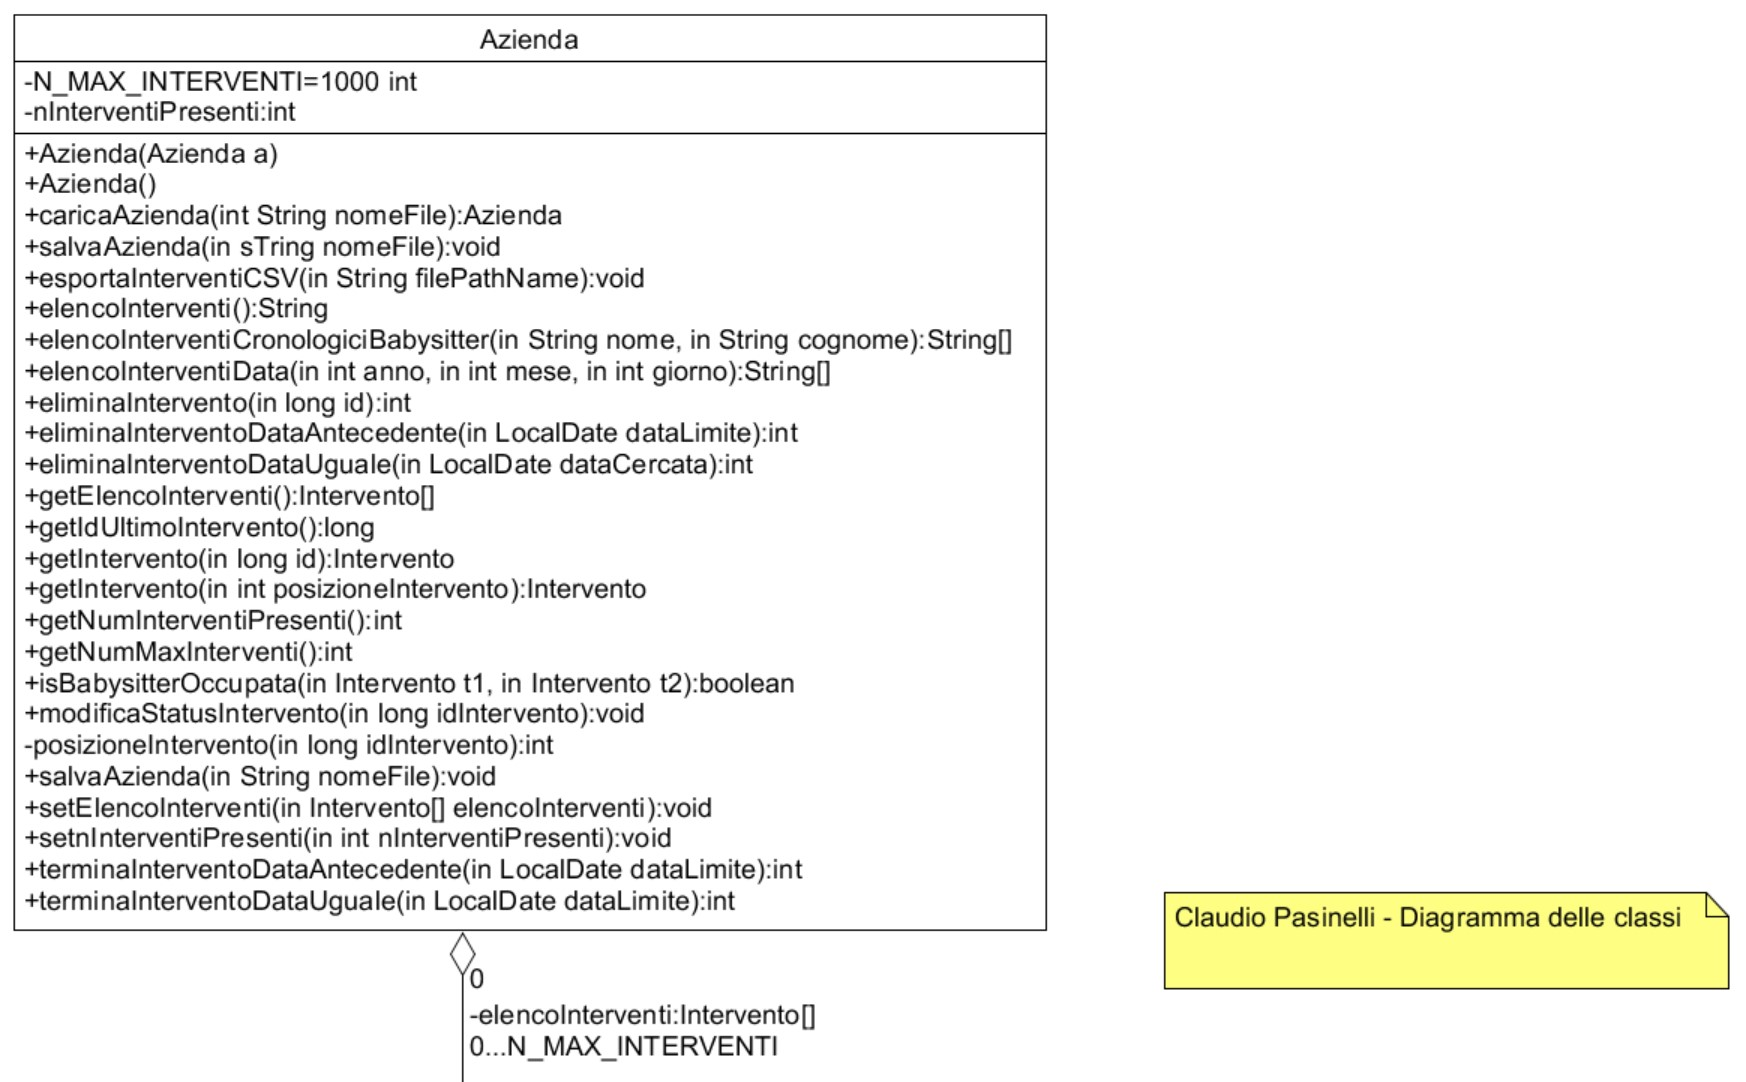 Azienda
-N_MAX_INTERVENTI=1000 int
-nInterventiPresenti:int
+Azienda(Azienda a)
+Azienda()
+caricaAzienda(int String nomeFile):Azienda
+salvaAzienda(in sTring nomeFile):void
+esportaInterventiCSV(in String filePathName):void
+elencoInterventi():String
+elencoInterventiCronologiciBabysitter(in String nome, in String cognome):String[]
+elencoInterventiData(in int anno, in int mese, in int giorno):String[]
+eliminaIntervento(in long id):int
+eliminaInterventoDataAntecedente(in LocalDate dataLimite):int
+eliminaInterventoDataUguale(in LocalDate dataCercata):int
+getElencoInterventi():Intervento[]
+getIdUltimoIntervento():long
+getIntervento(in long id):Intervento
+getIntervento(in int posizioneIntervento):Intervento
+getNumInterventiPresenti():int
+getNumMaxInterventi():int
+isBabysitterOccupata(in Intervento t1, in Intervento t2):boolean
+modificaStatusIntervento(in long idIntervento):void
-posizioneIntervento(in long idIntervento):int
+salvaAzienda(in String nomeFile):void
+setElencoInterventi(in Intervento[] elencoInterventi):void
+setnInterventiPresenti(in int nInterventiPresenti):void
+terminaInterventoDataAntecedente(in LocalDate dataLimite):int
+terminaInterventoDataUguale(in LocalDate dataLimite):int
Claudio Pasinelli - Diagramma delle classi
0
-elencoInterventi:Intervento[]
0...N_MAX_INTERVENTI